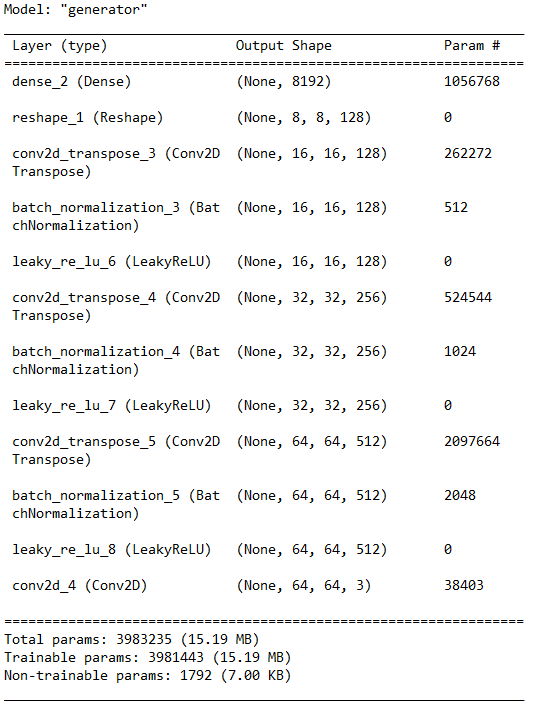 Model: "generator"
Layer (type) Output Shape Param #
dense_2 (Dense) (None, 8192) 1056768
reshape_1 (Reshape) (None, 8, 8, 128) 0
conv2d_transpose_3 (Conv2D (None, 16, 16, 128) 262272
Transpose)
batch_normalization_3 (Bat (None, 16, 16, 128) 512
chNormalization)
leaky_re_lu_6 (LeakyReLU) (None, 16, 16, 128) 0
conv2d_transpose_4 (Conv2D (None, 32, 32, 256) 524544
Transpose)
batch_normalization_4 (Bat (None, 32, 32, 256) 1024
chNormalization)
leaky_re_lu_7 (LeakyReLU) (None, 32, 32, 256) 0
conv2d_transpose_5 (Conv2D (None, 64, 64, 512) 2097664
Transpose)
batch_normalization_5 (Bat (None, 64, 64, 512) 2048
chNormalization)
leaky_re_lu_8 (LeakyReLU) (None, 64, 64, 512) 0
conv2d_4 (Conv2D) (None, 64, 64, 3) 38403
Total params: 3983235 (15.19 MB)
Trainable params: 3981443 (15.19 MB)
Non-trainable params: 1792 (7.00 KB)